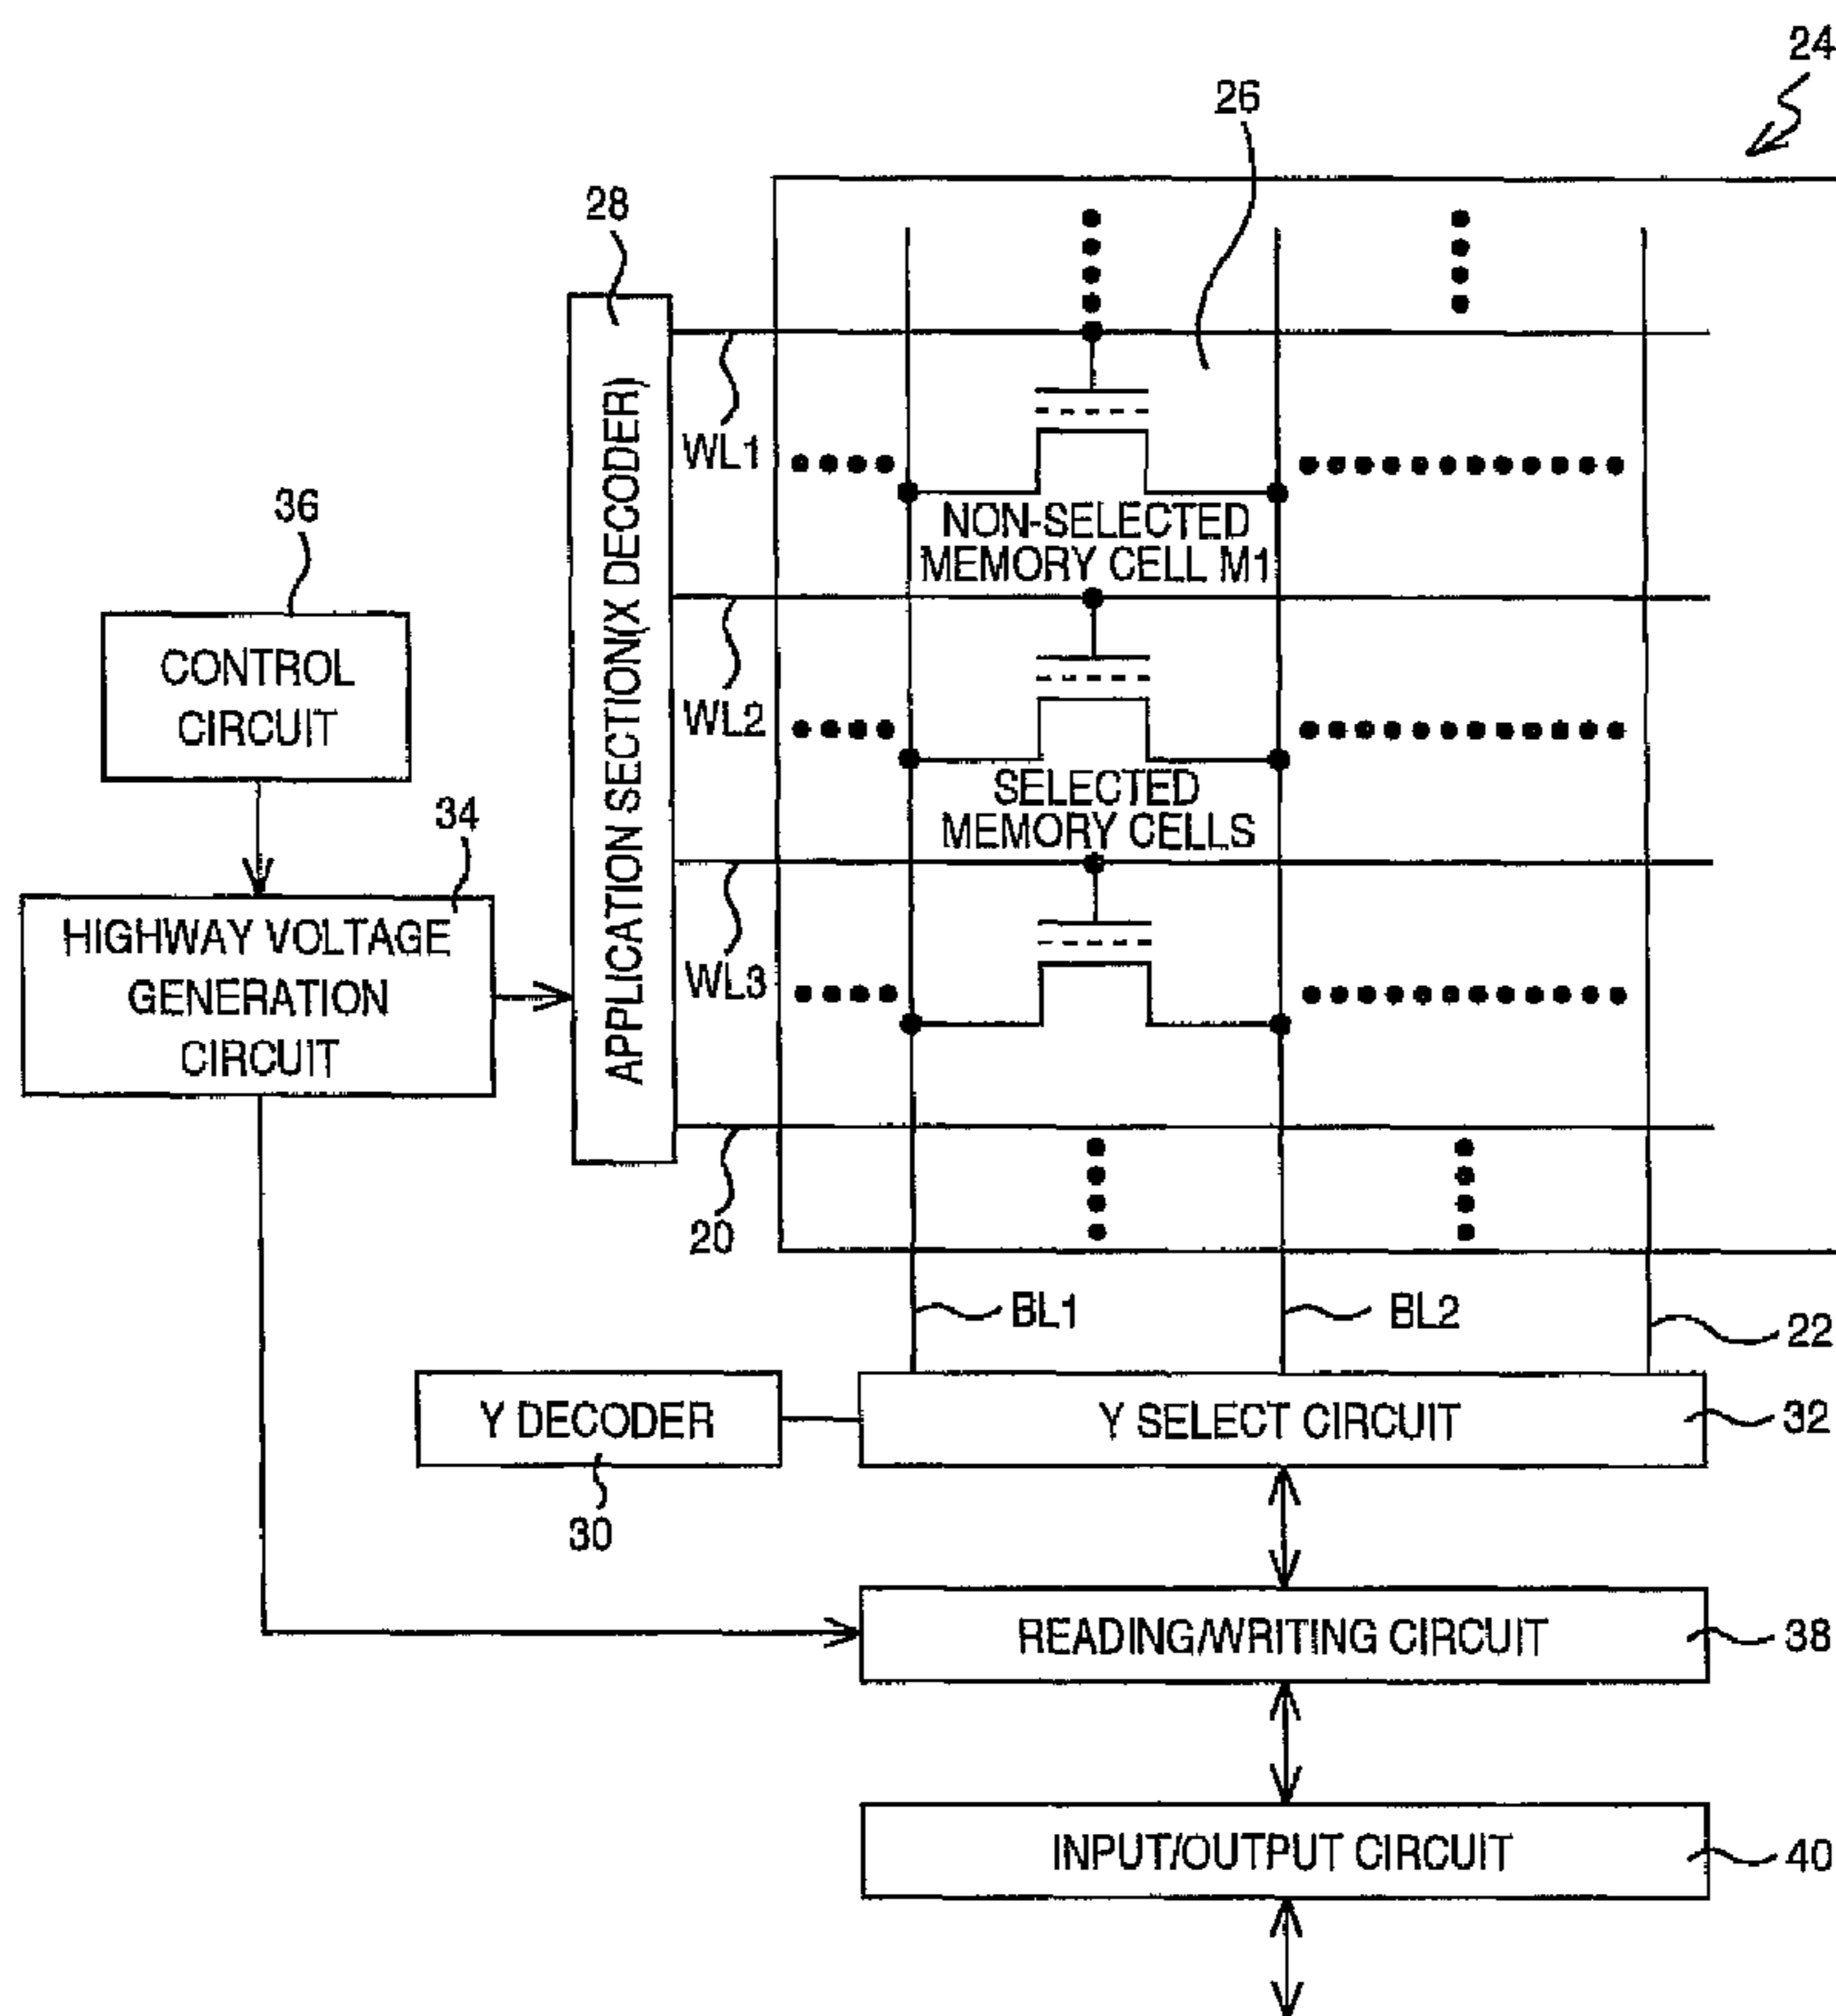 24
26
28
APPLICATION SECTION(X DECODER)
WL1
NON-SELECTED
MEMORY CELL M1
36
CONTROL
CIRCUIT
WL2
SELECTED
MEMORY CELLS
34
HIGHWAY VOLTAGE
GENERATION
CIRCUIT
WL3
20
BL1
BL2
22
Y DECODER
Y SELECT CIRCUIT
32
30
READING/WRITING CIRCUIT
38
INPUT/OUTPUT CIRCUIT
40